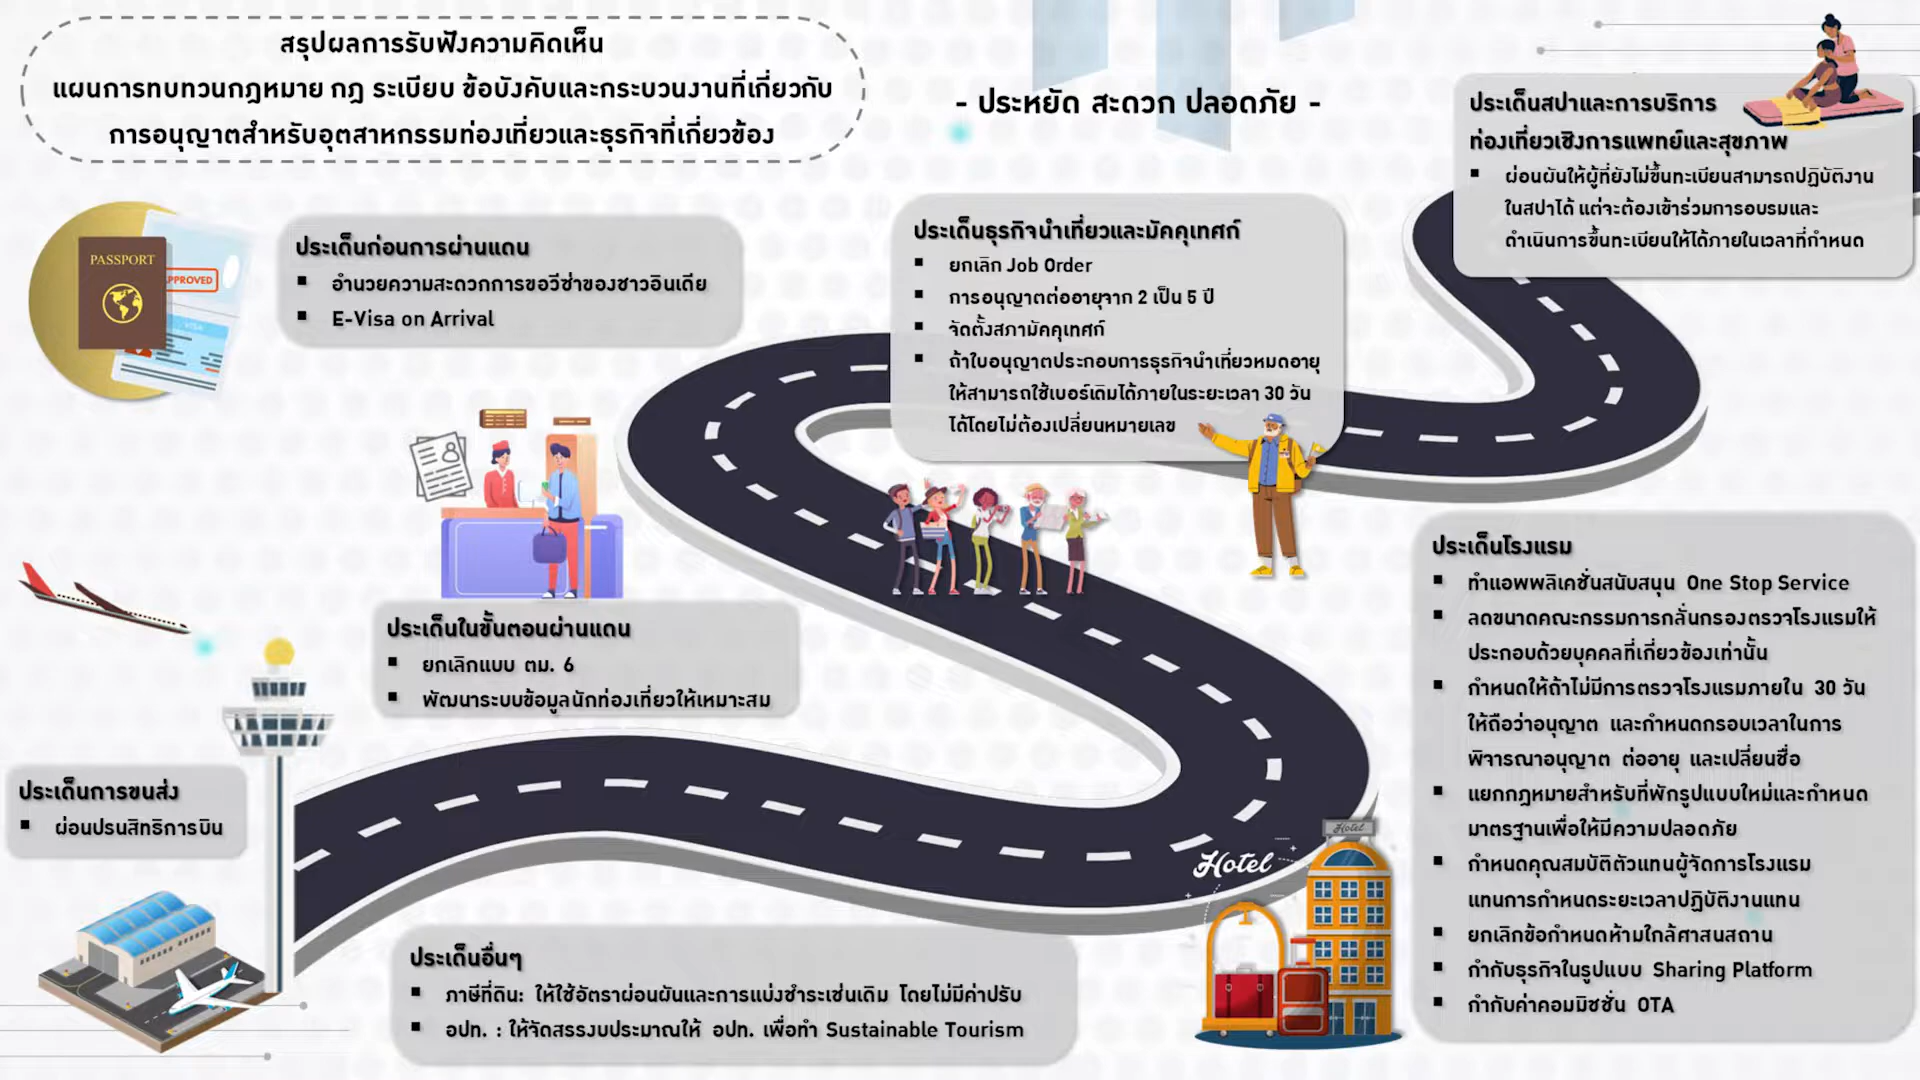 สรุปผลการรับฟังความคิดเห็น
แผนการทบทวนกฎหมาย กฎ ระเบียบ ข้อบังคับและกระบวนงานที่เกี่ยวกับ
การอนุญาตสำหรับอุตสาหกรรมท่องเที่ยวและธุรกิจที่เกี่ยวข้อง
- ประหยัด สะดวก ปลอดภัย -
ประเด็นสปาและการบริการ
ท่องเที่ยวเชิงการแพทย์และสุขภาพ
▪ ผ่อนผันให้ผู้ที่ยังไม่ขึ้นทะเบียนสามารถปฏิบัติงาน
ในสปาได้ แต่จะต้องเข้าร่วมการอบรมและ
ดำเนินการขึ้นทะเบียนให้ได้ภายในเวลาที่กำหนด
PASSPORT
APPROVED
VISA
ประเด็นก่อนการผ่านแดน
▪ อำนวยความสะดวกการขอวีซ่าของชาวอินเดีย
▪ E-Visa on Arrival
ประเด็นธุรกิจนำเที่ยวและมัคคุเทศก์
▪ ยกเลิก Job Order
▪ การอนุญาตต่ออายุจาก 2 เป็น 5 ปี
▪ จัดตั้งสภามัคคุเทศก์
▪ ถ้าใบอนุญาตประกอบการธุรกิจนำเที่ยวหมดอายุ
ให้สามารถใช้เบอร์เดิมได้ภายในระยะเวลา 30 วัน
ได้โดยไม่ต้องเปลี่ยนหมายเลข
ประเด็นในขั้นตอนผ่านแดน
▪ ยกเลิกแบบ ตม. 6
▪ พัฒนาระบบข้อมูลนักท่องเที่ยวให้เหมาะสม
ประเด็นการขนส่ง
▪ ผ่อนปรนสิทธิการบิน
ประเด็นโรงแรม
▪ ทำแอพพลิเคชั่นสนับสนุน One Stop Service
▪ ลดขนาดคณะกรรมการกลั่นกรองตรวจโรงแรมให้
ประกอบด้วยบุคคลที่เกี่ยวข้องเท่านั้น
▪ กำหนดให้ถ้าไม่มีการตรวจโรงแรมภายใน 30 วัน
ให้ถือว่าอนุญาต และกำหนดกรอบเวลาในการ
พิจารณาอนุญาต ต่ออายุ และเปลี่ยนชื่อ
▪ แยกกฎหมายสำหรับที่พักรูปแบบใหม่และกำหนด
มาตรฐานเพื่อให้มีความปลอดภัย
▪ กำหนดคุณสมบัติตัวแทนผู้จัดการโรงแรม
แทนการกำหนดระยะเวลาปฏิบัติงานแทน
▪ ยกเลิกข้อกำหนดห้ามใกล้ศาสนสถาน
▪ กำกับธุรกิจในรูปแบบ Sharing Platform
▪ กำกับค่าคอมมิชชั่น OTA
Hotel
Hotel
ประเด็นอื่นๆ
▪ ภาษีที่ดิน: ให้ใช้อัตราผ่อนผันและการแบ่งชำระเช่นเดิม โดยไม่มีค่าปรับ
▪ อปท. : ให้จัดสรรงบประมาณให้ อปท. เพื่อทำ Sustainable Tourism